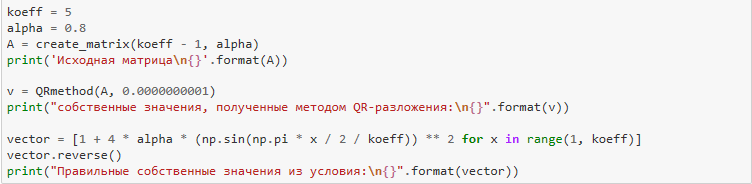 koeff = 5
alpha = 0.8
A = create_matrix(koeff - 1, alpha)
print('Исходная матрица\n{}'.format(A))
v = QRmethod(A, 0.0000000001)
print("собственные значения, полученные методом QR-разложения:\n{}".format(v))
vector = [1 + 4 * alpha * (np.sin(np.pi * x / 2 / koeff)) ** 2 for x in range(1, koeff)]
vector.reverse()
print("Правильные собственные значения из условия:\n{}".format(vector))